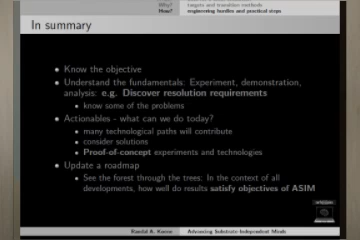 Why?
How?
targets and transition methods
engineering hurdles and practical steps
In summary
Know the objective
Understand the fundamentals: Experiment, demonstration,
analysis: e.g. Discover resolution requirements
know some of the problems
Actionables - what can we do today?
many technological paths will contribute
consider solutions
Proof-of-concept experiments and technologies
Update a roadmap
See the forest through the trees: In the context of all
developments, how well do results satisfy objectives of ASIM
Randal A. Koene
Advancing Substrate-Independent Minds